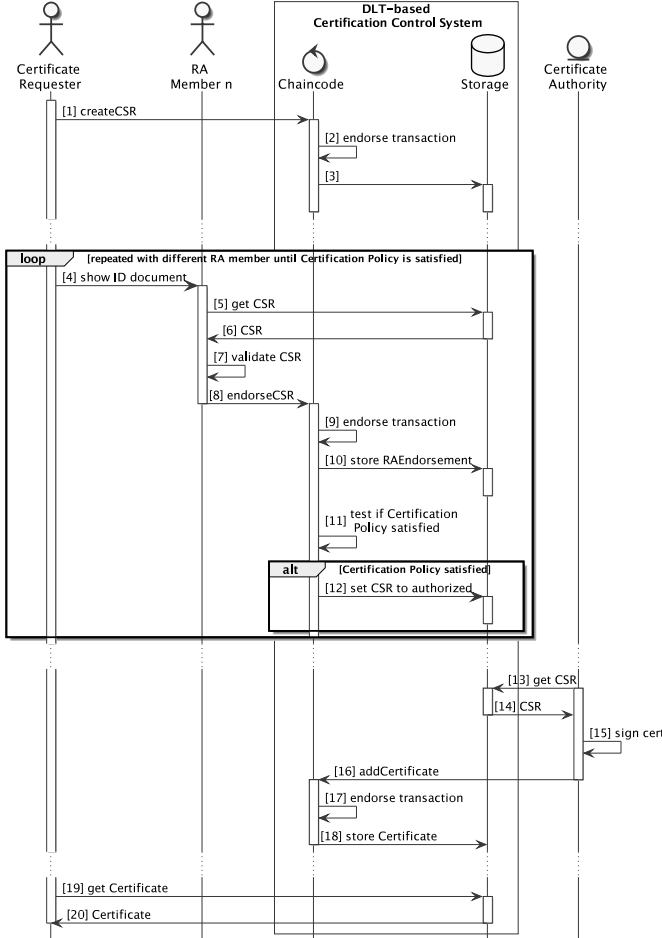 DLT-based
Certification Control System
Certificate
Requester
RA
Member n
Chaincode
Storage
Certificate
Authority
[1] createCSR
[2] endorse transaction
[3]
loop
[repeated with different RA member until Certification Policy is satisfied]
[4] show ID document
[5] get CSR
[6] CSR
[7] validate CSR
[8] endorseCSR
[9] endorse transaction
[10] store RAEndorsement
[11] test if Certification
Policy satisfied
alt
[Certification Policy satisfied]
[12] set CSR to authorized
[13] get CSR
[14] CSR
[15] sign cert
[16] addCertificate
[17] endorse transaction
[18] store Certificate
[19] get Certificate
[20] Certificate